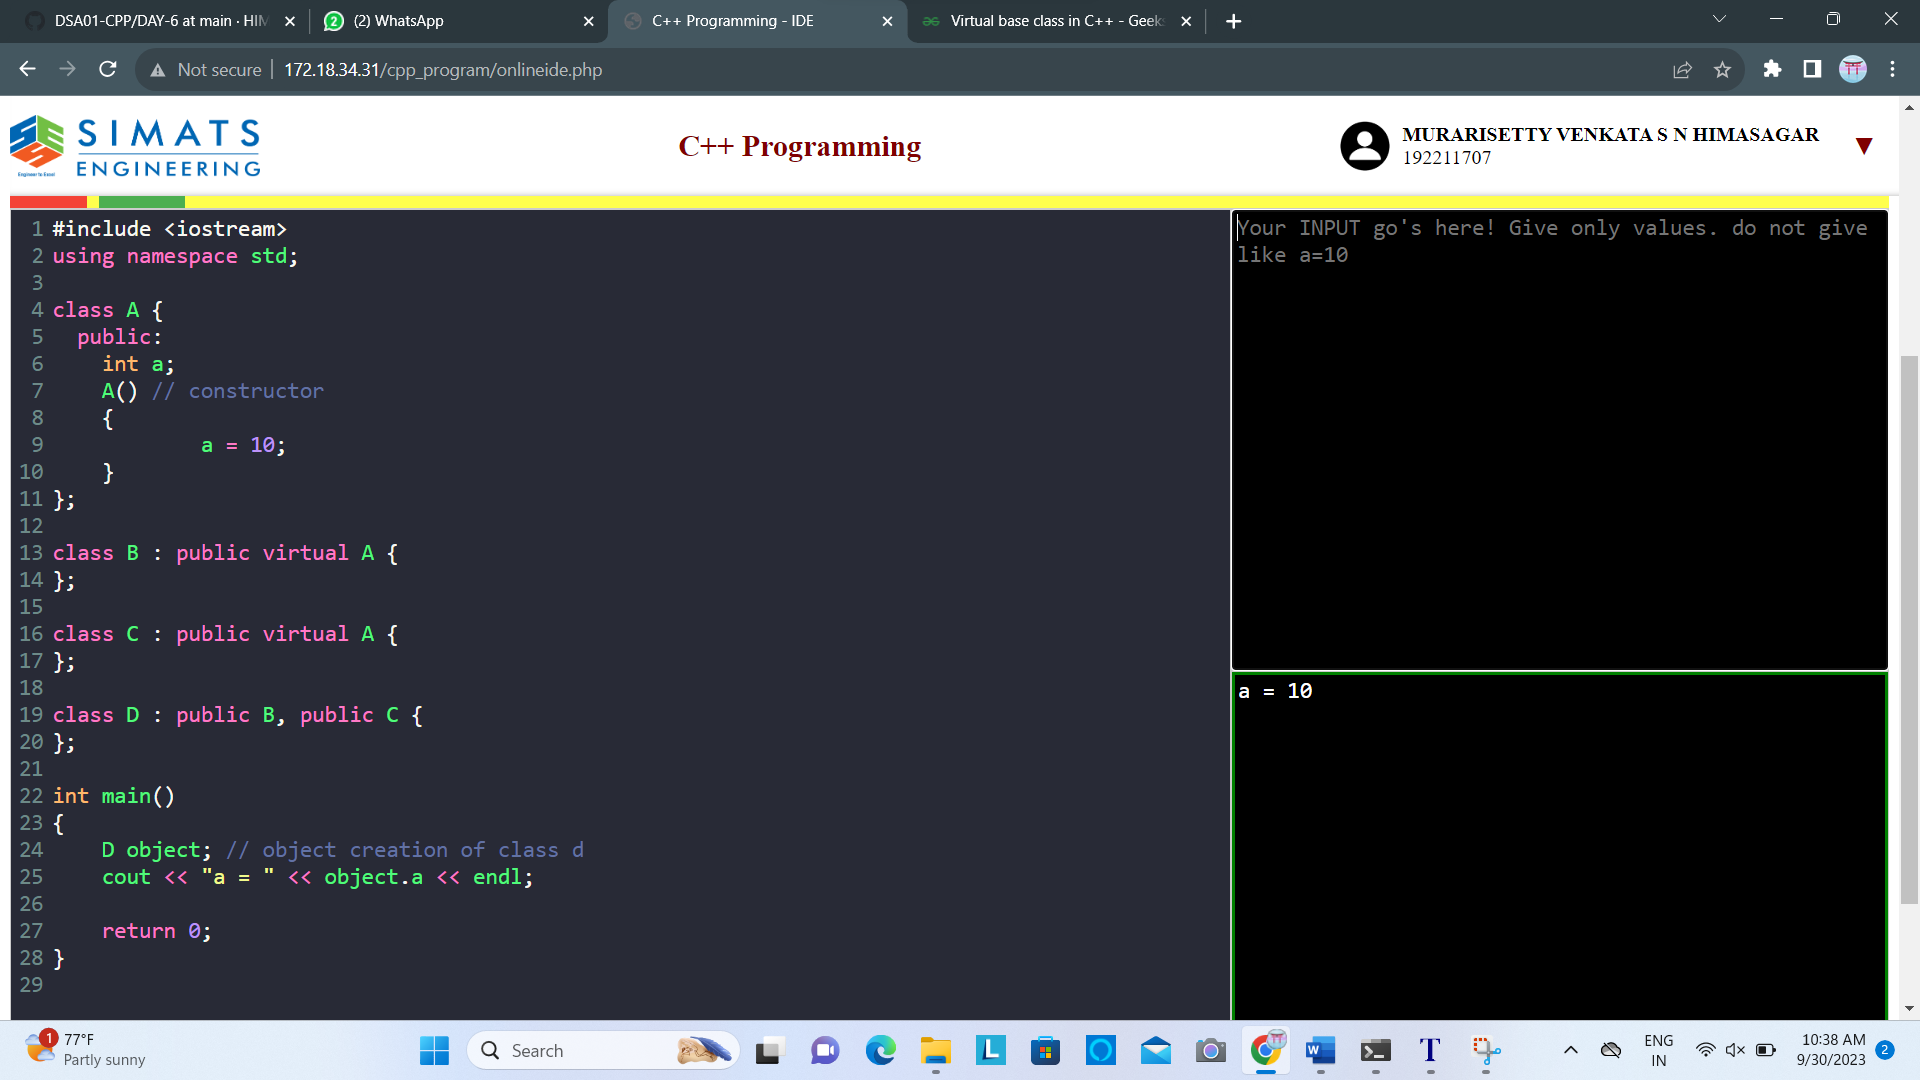 DSA01-CPP/DAY-6 at main · HIM
(2) WhatsApp
C++ Programming - IDE
Virtual base class in C++ - Geeks
Not secure
172.18.34.31/cpp_program/onlineide.php
SIMATS
ENGINEERING
Engineer to Excel
C++ Programming
MURARISETTY VENKATA S N HIMASAGAR
192211707
1 #include <iostream>
2 using namespace std;
3
4 class A {
5 public:
6 int a;
7 A() // constructor
8 {
9 a = 10;
10 }
11 };
12
13 class B : public virtual A {
14 };
15
16 class C : public virtual A {
17 };
18
19 class D : public B, public C {
20 };
21
22 int main()
23 {
24 D object; // object creation of class d
25 cout << "a = " << object.a << endl;
26
27 return 0;
28 }
29
Your INPUT go's here! Give only values. do not give
like a=10
a = 10
1
77°F
Partly sunny
Search
ENG
IN
10:38 AM
9/30/2023
2